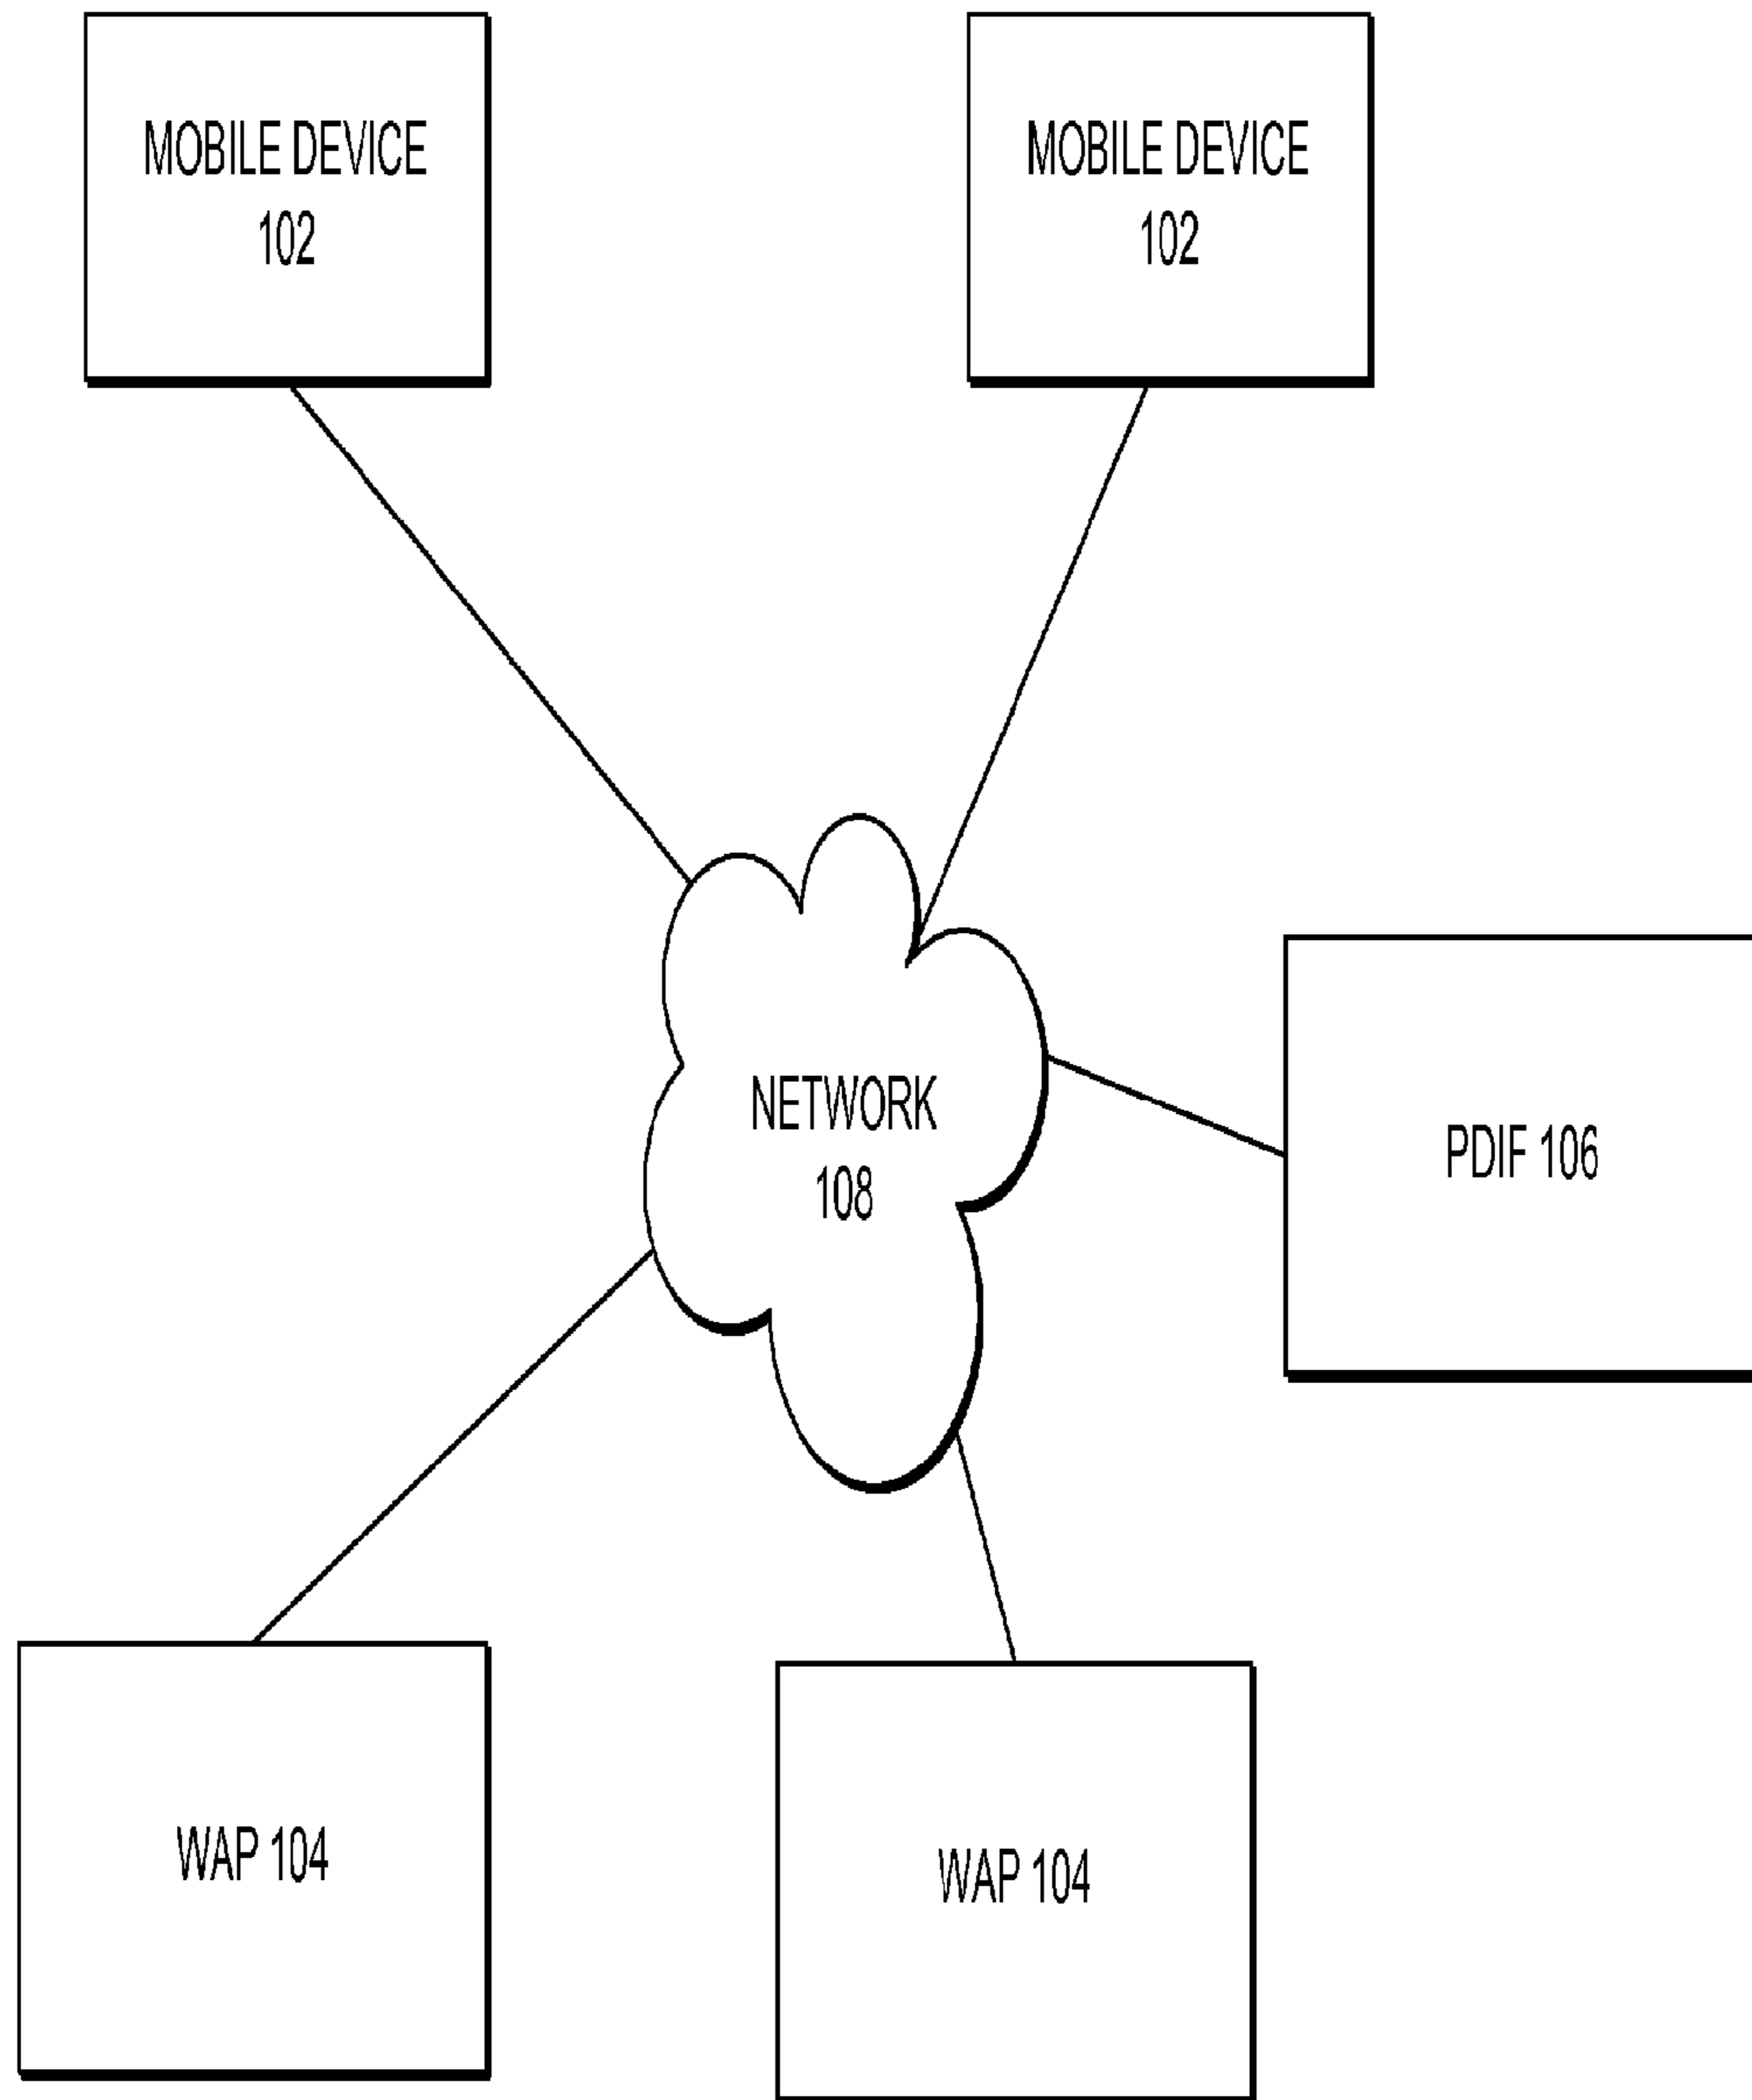 MOBILE DEVICE
102
MOBILE DEVICE
102
NETWORK
108
PDIF 106
WAP 104
WAP 104